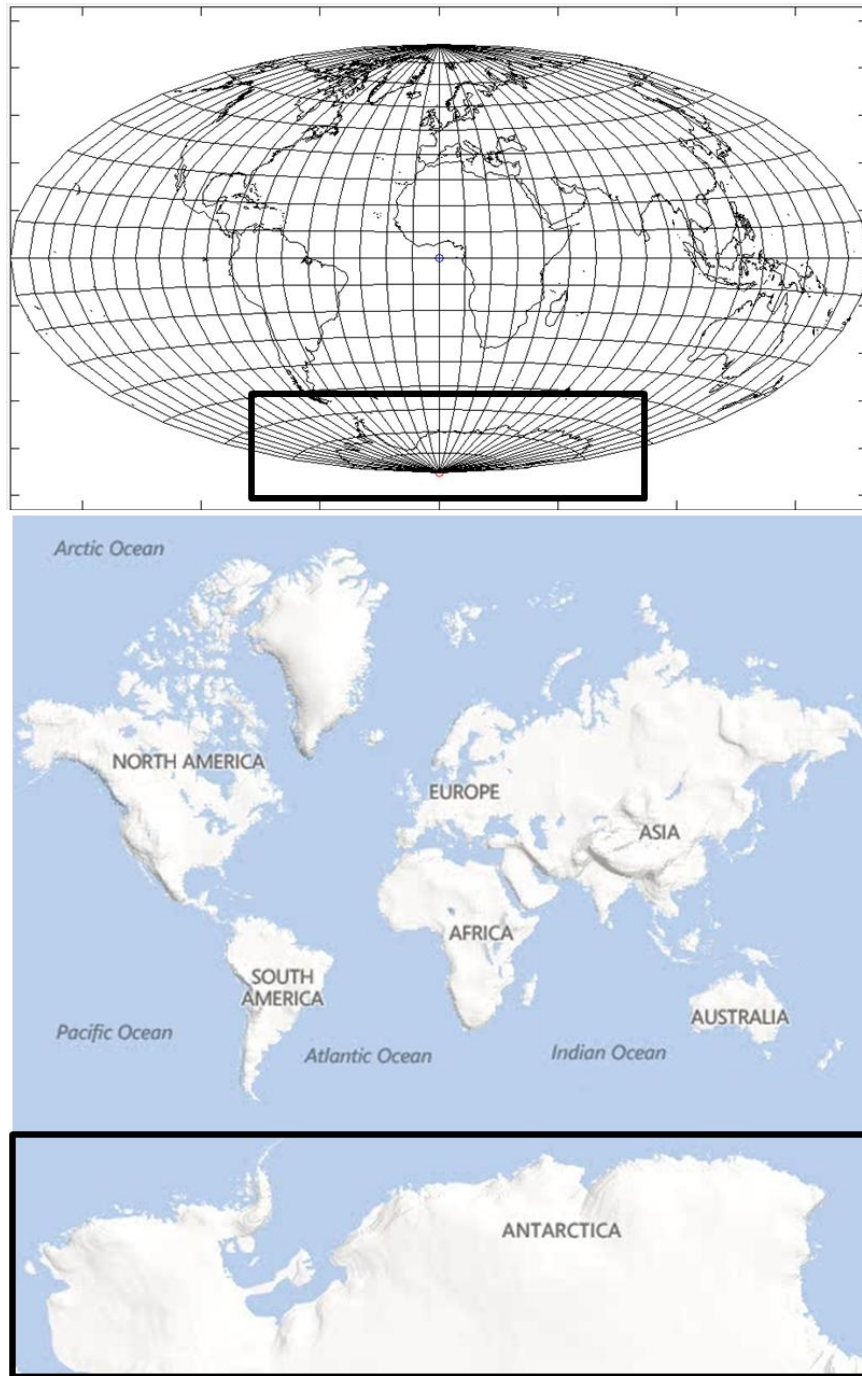 Arctic Ocean
NORTH AMERICA
EUROPE
ASIA
AFRICA
SOUTH
AMERICA
AUSTRALIA
Pacific Ocean
Atlantic Ocean
Indian Ocean
ANTARCTICA